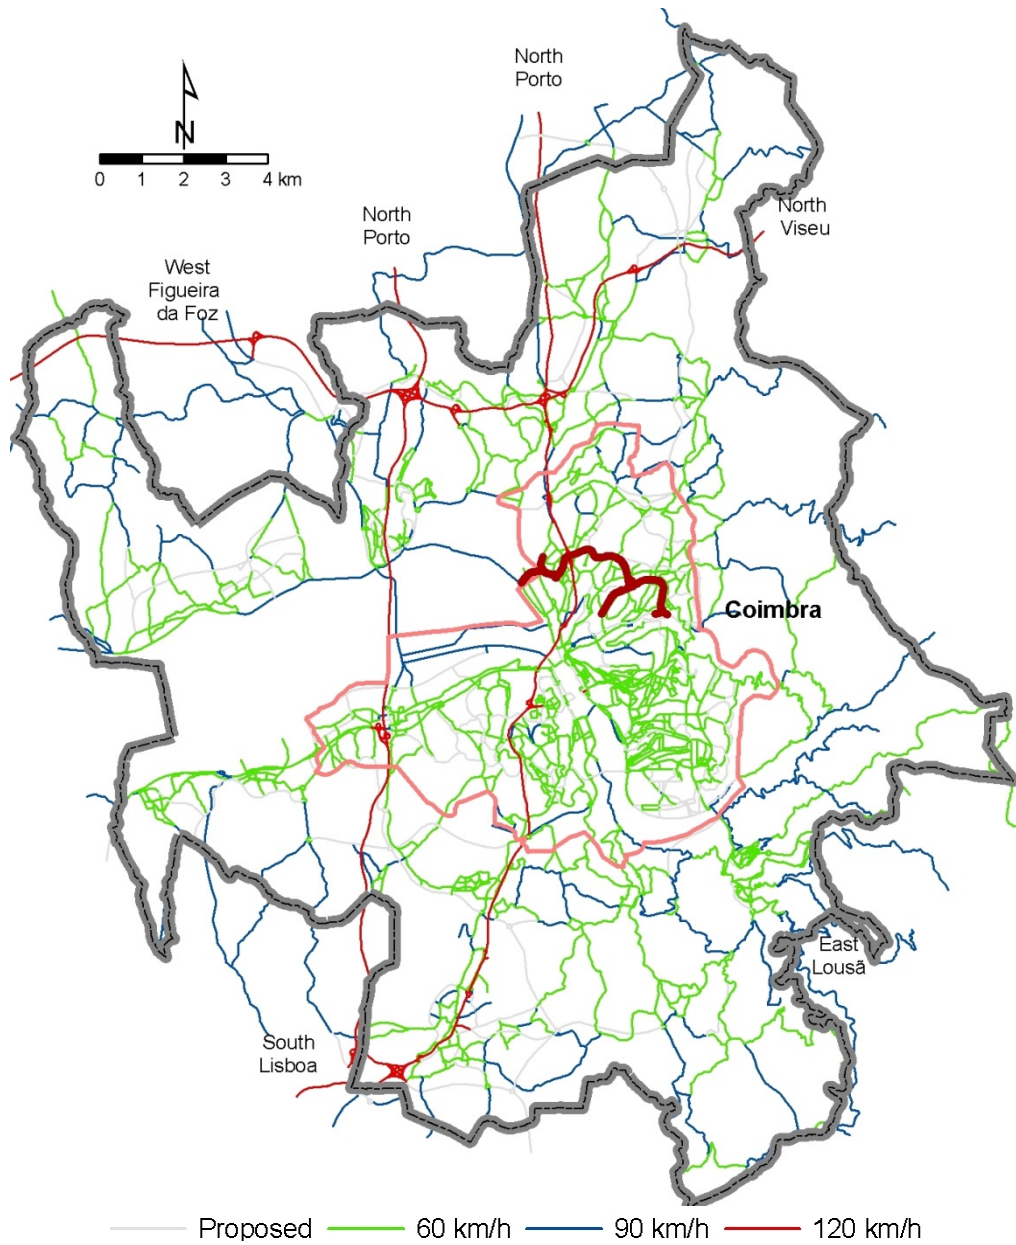 North
Porto
N
0 1 2 3 4 km
North
Porto
North
Viseu
West
Figueira
da Foz
Coimbra
East
Lousã
South
Lisboa
Proposed 60 km/h 90 km/h 120 km/h